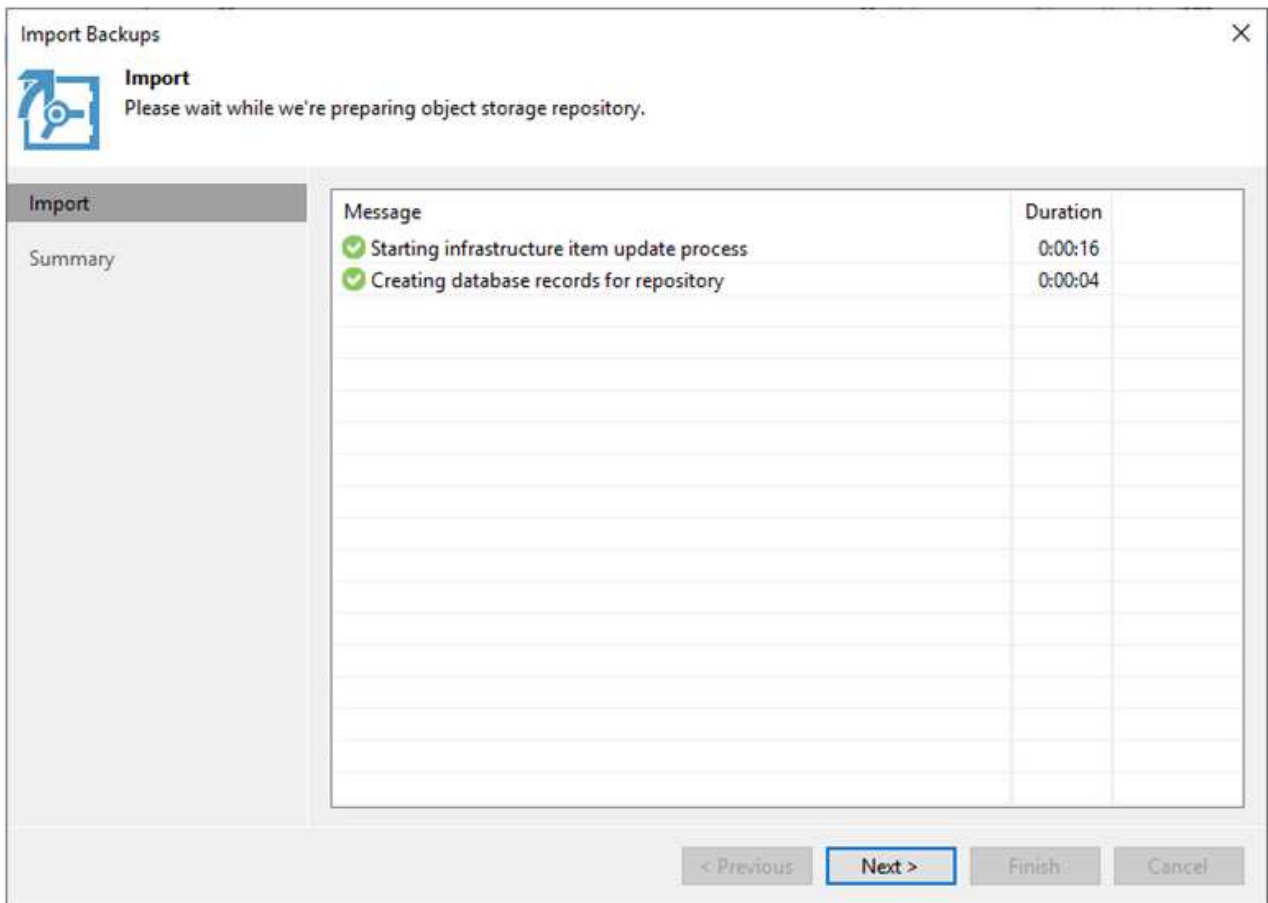 Import Backups
Import
Please wait while we're preparing object storage repository.
Import
Summary
Message Duration
Starting infrastructure item update process 0:00:16
Creating database records for repository 0:00:04
< Previous Next > Finish Cancel